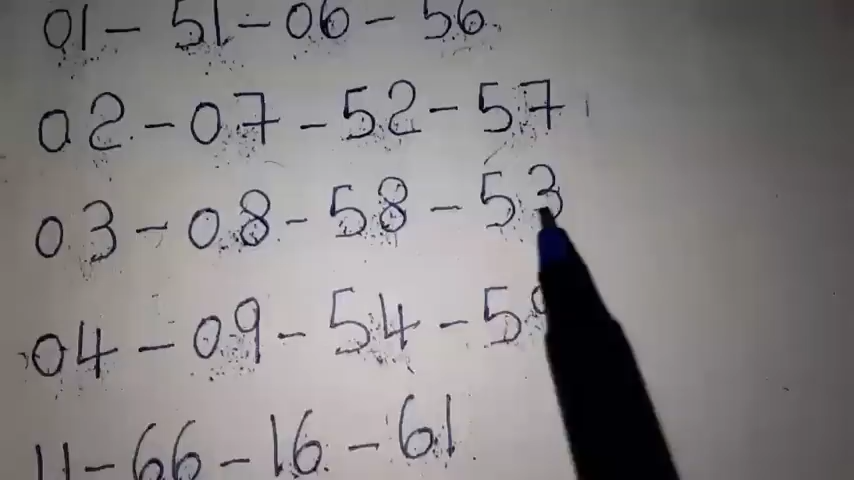 01 - 51 - 06 - 56
02 - 07 - 52 - 57
03 - 08 - 58 - 53
04 - 09 - 54 - 59
11 - 66 - 16 - 61